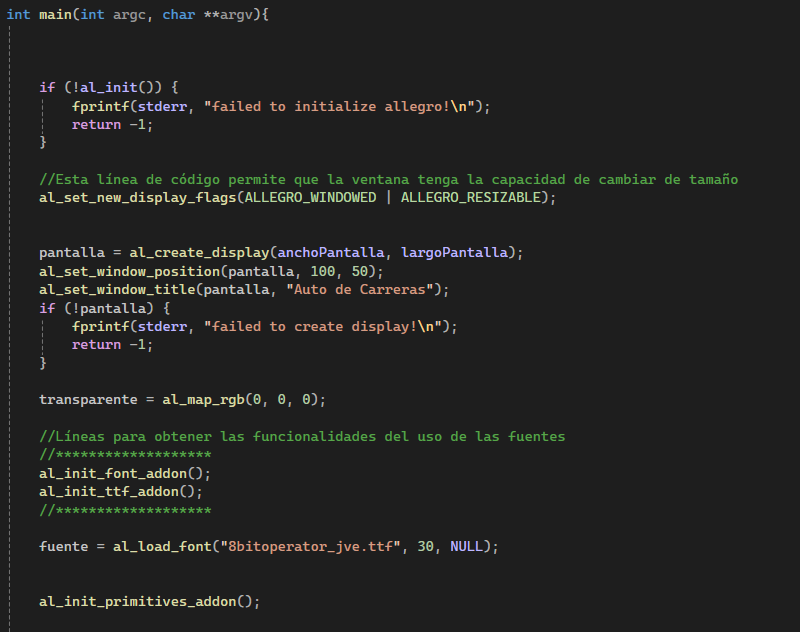 int main(int argc, char **argv){
if (!al_init()) {
fprintf(stderr, "failed to initialize allegro!\n");
return -1;
}
//Esta línea de código permite que la ventana tenga la capacidad de cambiar de tamaño
al_set_new_display_flags(ALLEGRO_WINDOWED | ALLEGRO_RESIZABLE);
pantalla = al_create_display(anchoPantalla, largoPantalla);
al_set_window_position(pantalla, 100, 50);
al_set_window_title(pantalla, "Auto de Carreras");
if (!pantalla) {
fprintf(stderr, "failed to create display!\n");
return -1;
}
transparente = al_map_rgb(0, 0, 0);
//Líneas para obtener las funcionalidades del uso de las fuentes
//*******************
al_init_font_addon();
al_init_ttf_addon();
//*******************
fuente = al_load_font("8bitoperator_jve.ttf", 30, NULL);
al_init_primitives_addon();